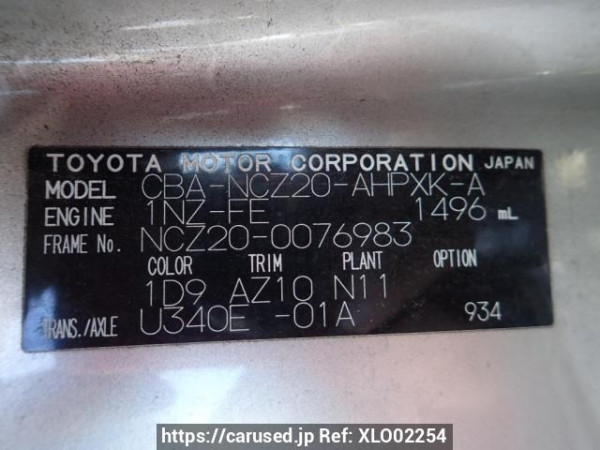 TOYOTA MOTOR CORPORATION JAPAN
MODEL CBA-NCZ20-AHPXK-A
ENGINE 1NZ-FE 1496 mL
FRAME No. NCZ20-0076983
COLOR TRIM PLANT OPTION
1D9 AZ10 N11
TRANS./AXLE U340E -01A 934
https://carused.jp Ref: XLO02254